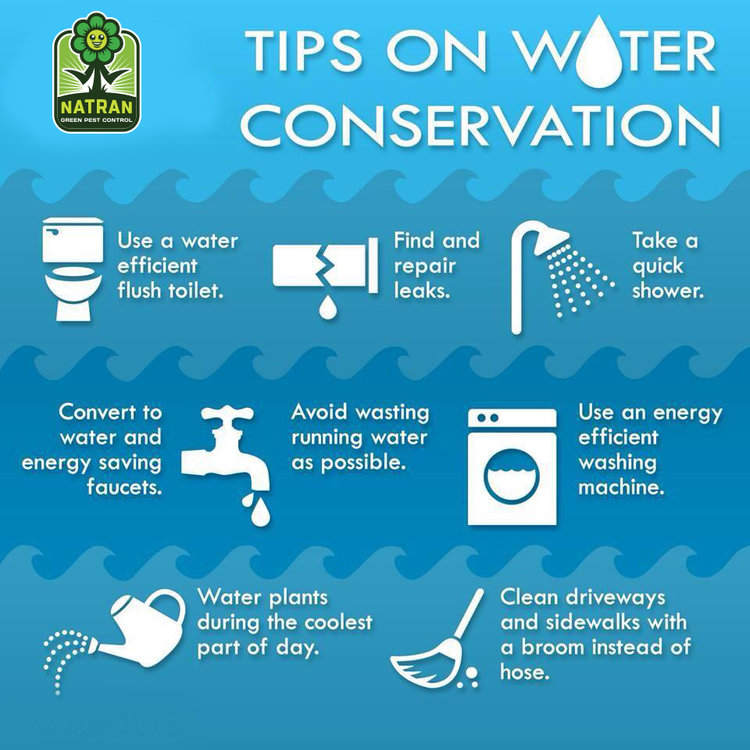 NATRAN
GREEN PEST CONTROL
TIPS ON WATER
CONSERVATION
Use a water
efficient
flush toilet.
Find and
repair
leaks.
Take a
quick
shower.
Convert to
water and
energy saving
faucets.
Avoid wasting
running water
as possible.
Use an energy
efficient
washing
machine.
Water plants
during the coolest
part of day.
Clean driveways
and sidewalks with
a broom instead of
hose.